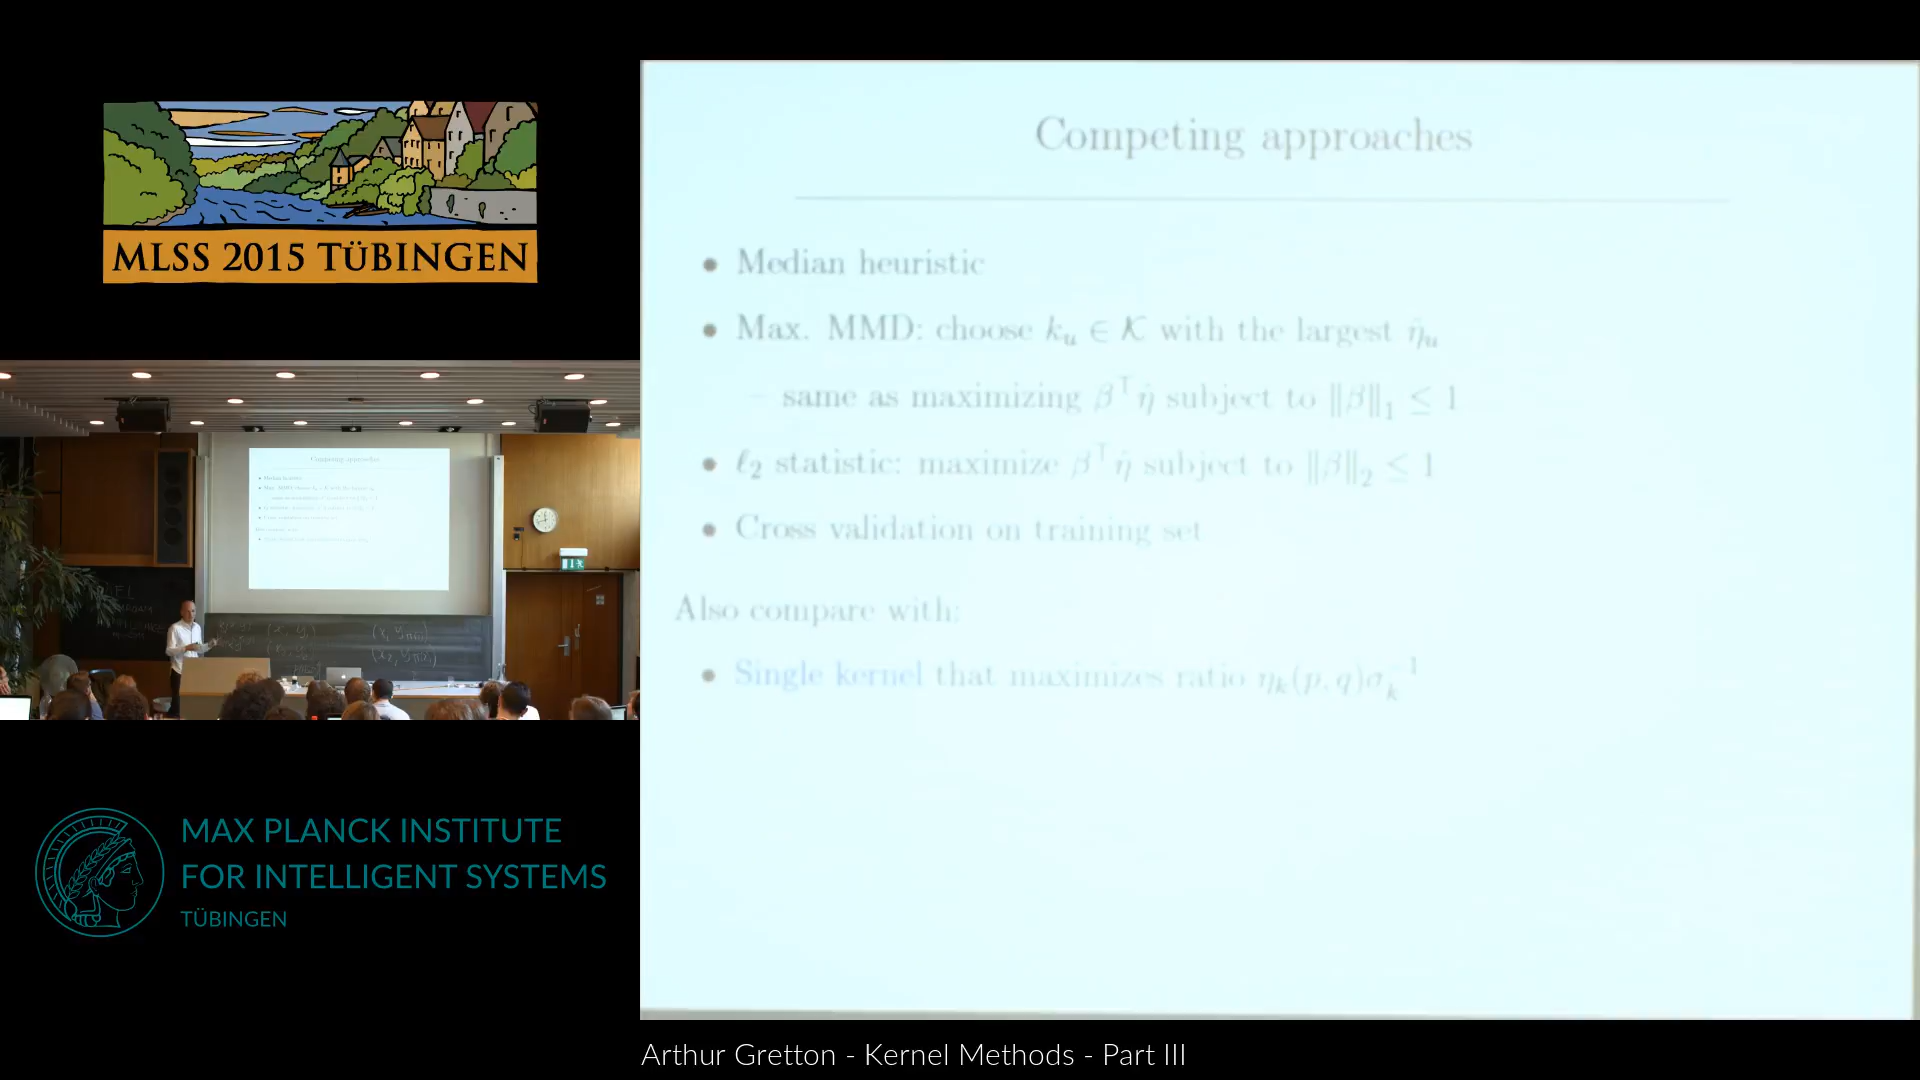 MLSS 2015 TÜBINGEN
Competing approaches
• Median heuristic
• Max. MMD: choose k_u ∈ 𝒦 with the largest η̂_u
– same as maximizing β^⊤ η̂ subject to ‖β‖_1 ≤ 1
• ℓ_2 statistic: maximize β^⊤ η̂ subject to ‖β‖_2 ≤ 1
• Cross validation on training set
Also compare with:
• Single kernel that maximizes ratio η_k(p, q)σ_k^{-1}
MAX PLANCK INSTITUTE
FOR INTELLIGENT SYSTEMS
TÜBINGEN
Arthur Gretton - Kernel Methods - Part III